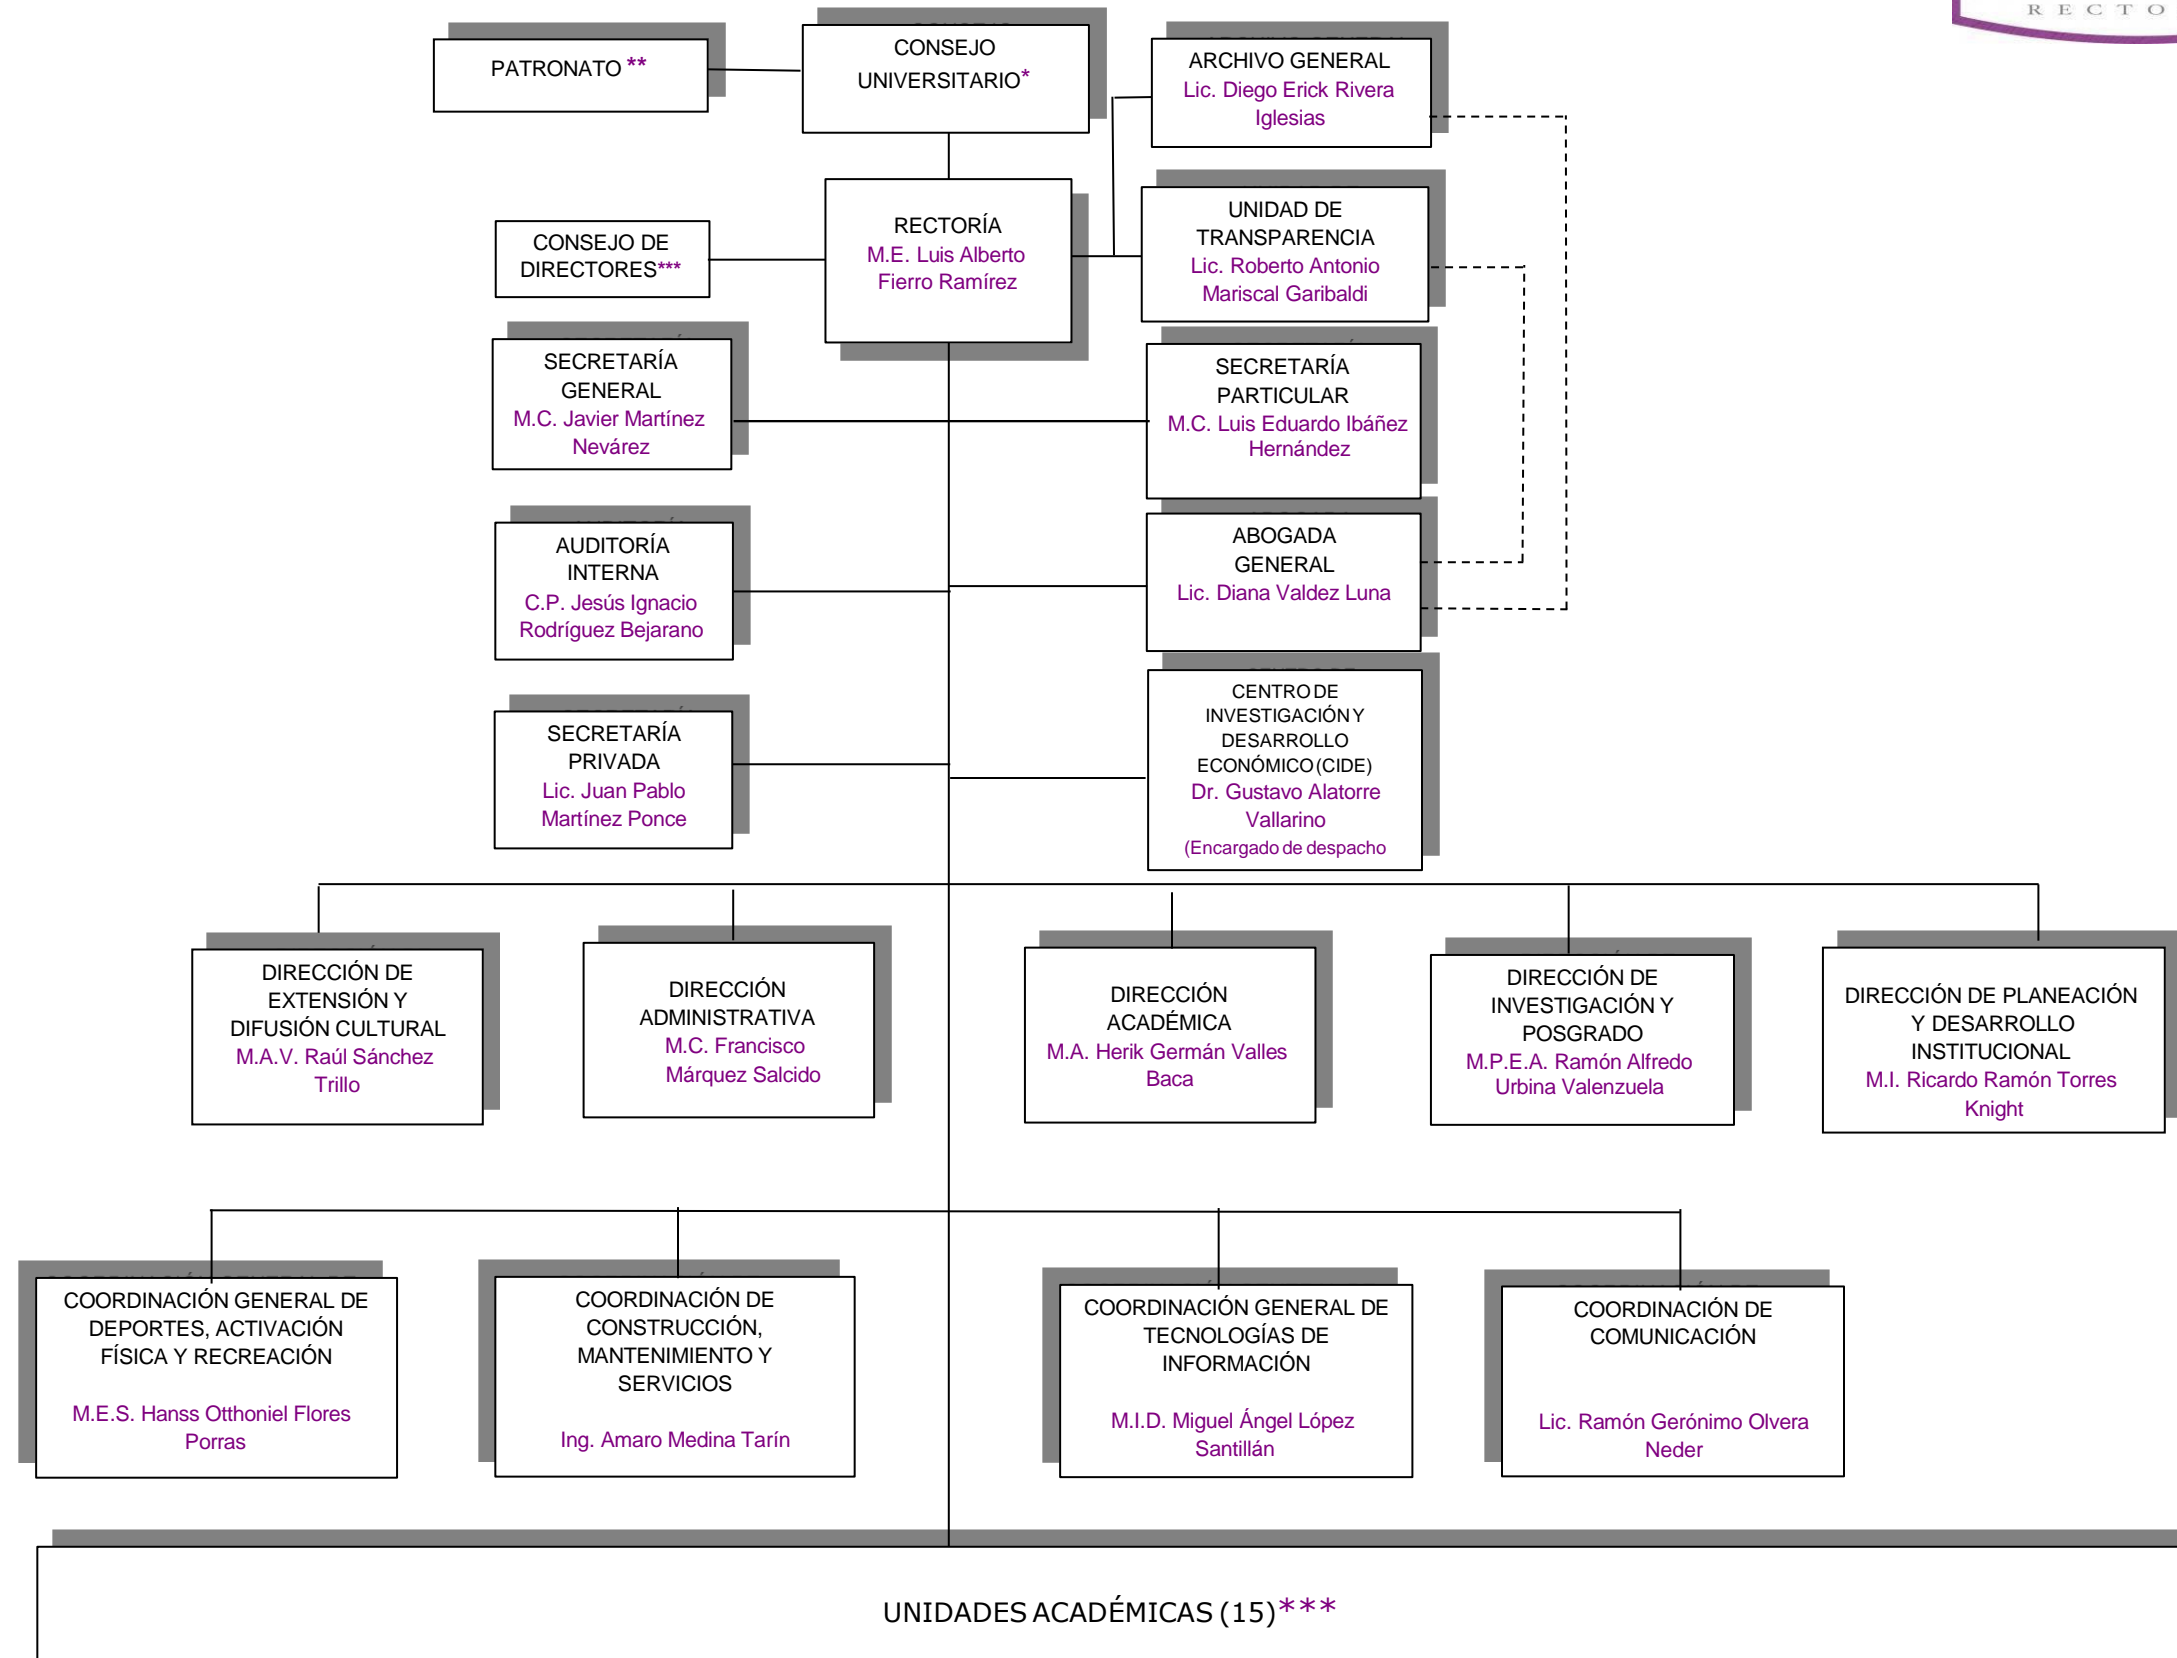 RECTO
PATRONATO **
CONSEJO
UNIVERSITARIO*
ARCHIVO GENERAL
Lic. Diego Erick Rivera
Iglesias
CONSEJO DE
DIRECTORES***
RECTORÍA
M.E. Luis Alberto
Fierro Ramírez
UNIDAD DE
TRANSPARENCIA
Lic. Roberto Antonio
Mariscal Garibaldi
SECRETARÍA
GENERAL
M.C. Javier Martínez
Nevárez
SECRETARÍA
PARTICULAR
M.C. Luis Eduardo Ibáñez
Hernández
AUDITORÍA
INTERNA
C.P. Jesús Ignacio
Rodríguez Bejarano
ABOGADA
GENERAL
Lic. Diana Valdez Luna
SECRETARÍA
PRIVADA
Lic. Juan Pablo
Martínez Ponce
CENTRO DE
INVESTIGACIÓN Y
DESARROLLO
ECONÓMICO (CIDE)
Dr. Gustavo Alatorre
Vallarino
(Encargado de despacho
DIRECCIÓN DE
EXTENSIÓN Y
DIFUSIÓN CULTURAL
M.A.V. Raúl Sánchez
Trillo
DIRECCIÓN
ADMINISTRATIVA
M.C. Francisco
Márquez Salcido
DIRECCIÓN
ACADÉMICA
M.A. Herik Germán Valles
Baca
DIRECCIÓN DE
INVESTIGACIÓN Y
POSGRADO
M.P.E.A. Ramón Alfredo
Urbina Valenzuela
DIRECCIÓN DE PLANEACIÓN
Y DESARROLLO
INSTITUCIONAL
M.I. Ricardo Ramón Torres
Knight
COORDINACIÓN GENERAL DE
DEPORTES, ACTIVACIÓN
FÍSICA Y RECREACIÓN
M.E.S. Hanss Otthoniel Flores
Porras
COORDINACIÓN DE
CONSTRUCCIÓN,
MANTENIMIENTO Y
SERVICIOS
Ing. Amaro Medina Tarín
COORDINACIÓN GENERAL DE
TECNOLOGÍAS DE
INFORMACIÓN
M.I.D. Miguel Ángel López
Santillán
COORDINACIÓN DE
COMUNICACIÓN
Lic. Ramón Gerónimo Olvera
Neder
UNIDADES ACADÉMICAS (15)***